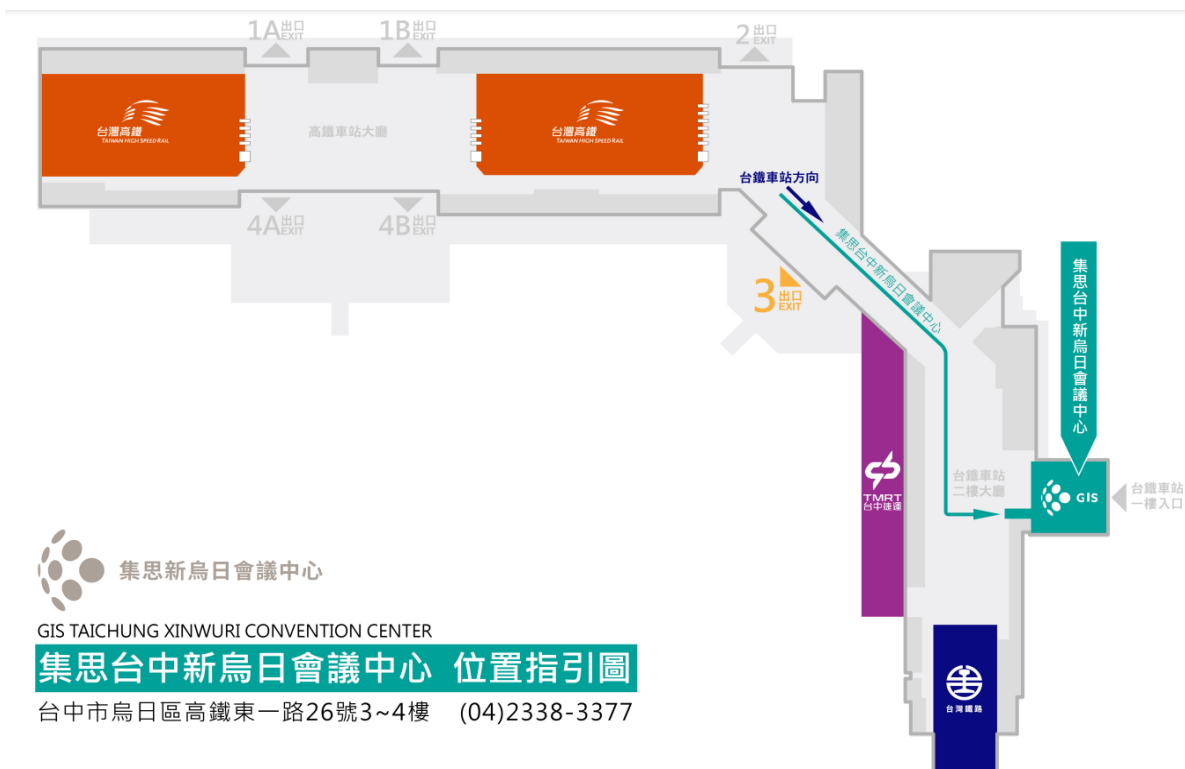 1A出口
EXIT
1B出口
EXIT
2出口
EXIT
台灣高鐵
TAIWAN HIGH SPEED RAIL
高鐵車站大廳
台灣高鐵
TAIWAN HIGH SPEED RAIL
台鐵車站方向
4A出口
EXIT
4B出口
EXIT
集思台中新烏日會議中心
3出口
EXIT
集思台中新烏日會議中心
TMRT
台中捷運
台鐵車站
二樓大廳
GIS
台鐵車站
一樓入口
集思新烏日會議中心
GIS TAICHUNG XINWURI CONVENTION CENTER
集思台中新烏日會議中心 位置指引圖
台中市烏日區高鐵東一路26號3~4樓 (04)2338-3377
台灣鐵路